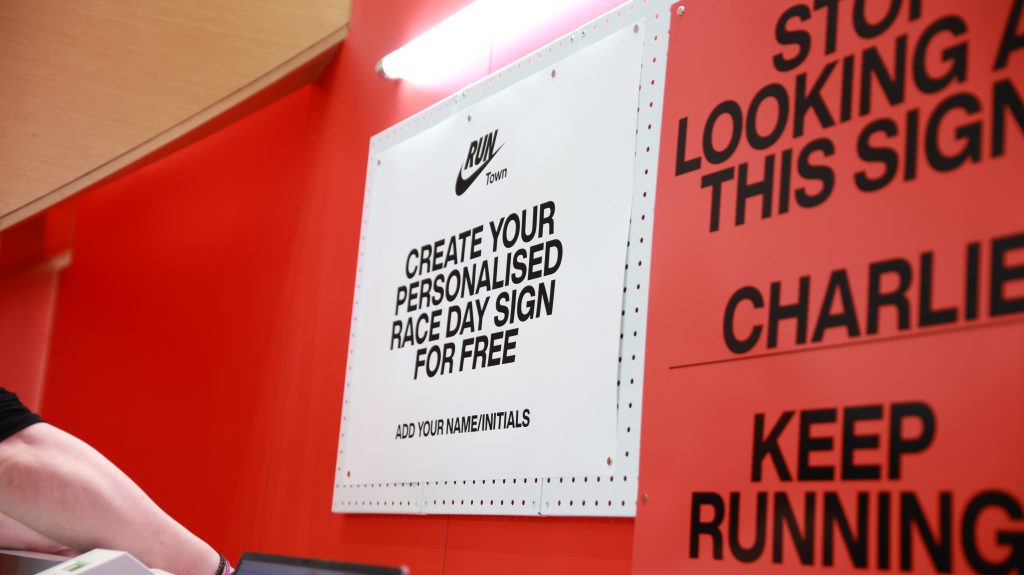 RUN
Town
CREATE YOUR
PERSONALISED
RACE DAY SIGN
FOR FREE
ADD YOUR NAME/INITIALS
STOP
LOOKING A
THIS SIGN
CHARLIE
KEEP
RUNNING